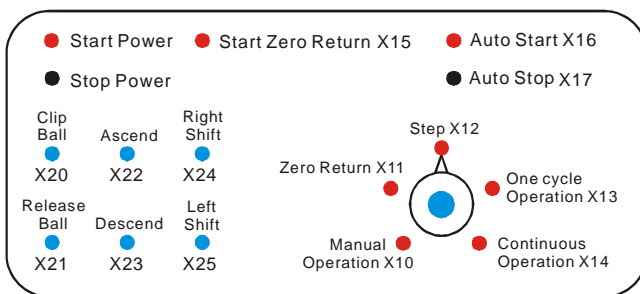 Start Power
Start Zero Return X15
Auto Start X16
Stop Power
Auto Stop X17
Clip
Ball
X20
Ascend
X22
Right
Shift
X24
Release
Ball
X21
Descend
X23
Left
Shift
X25
Step X12
Zero Return X11
One cycle
Operation X13
Manual
Operation X10
Continuous
Operation X14